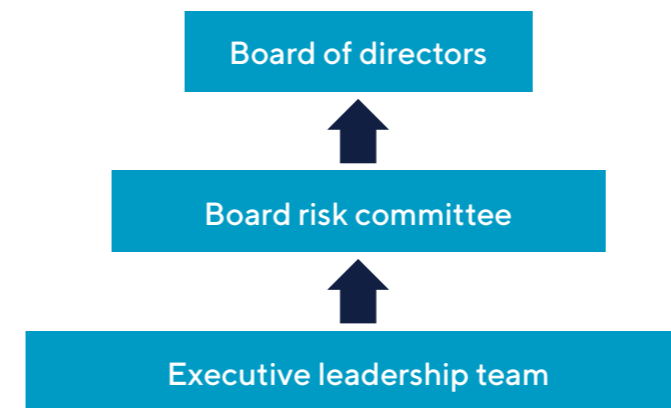 Board of directors
Board risk committee
Executive leadership team